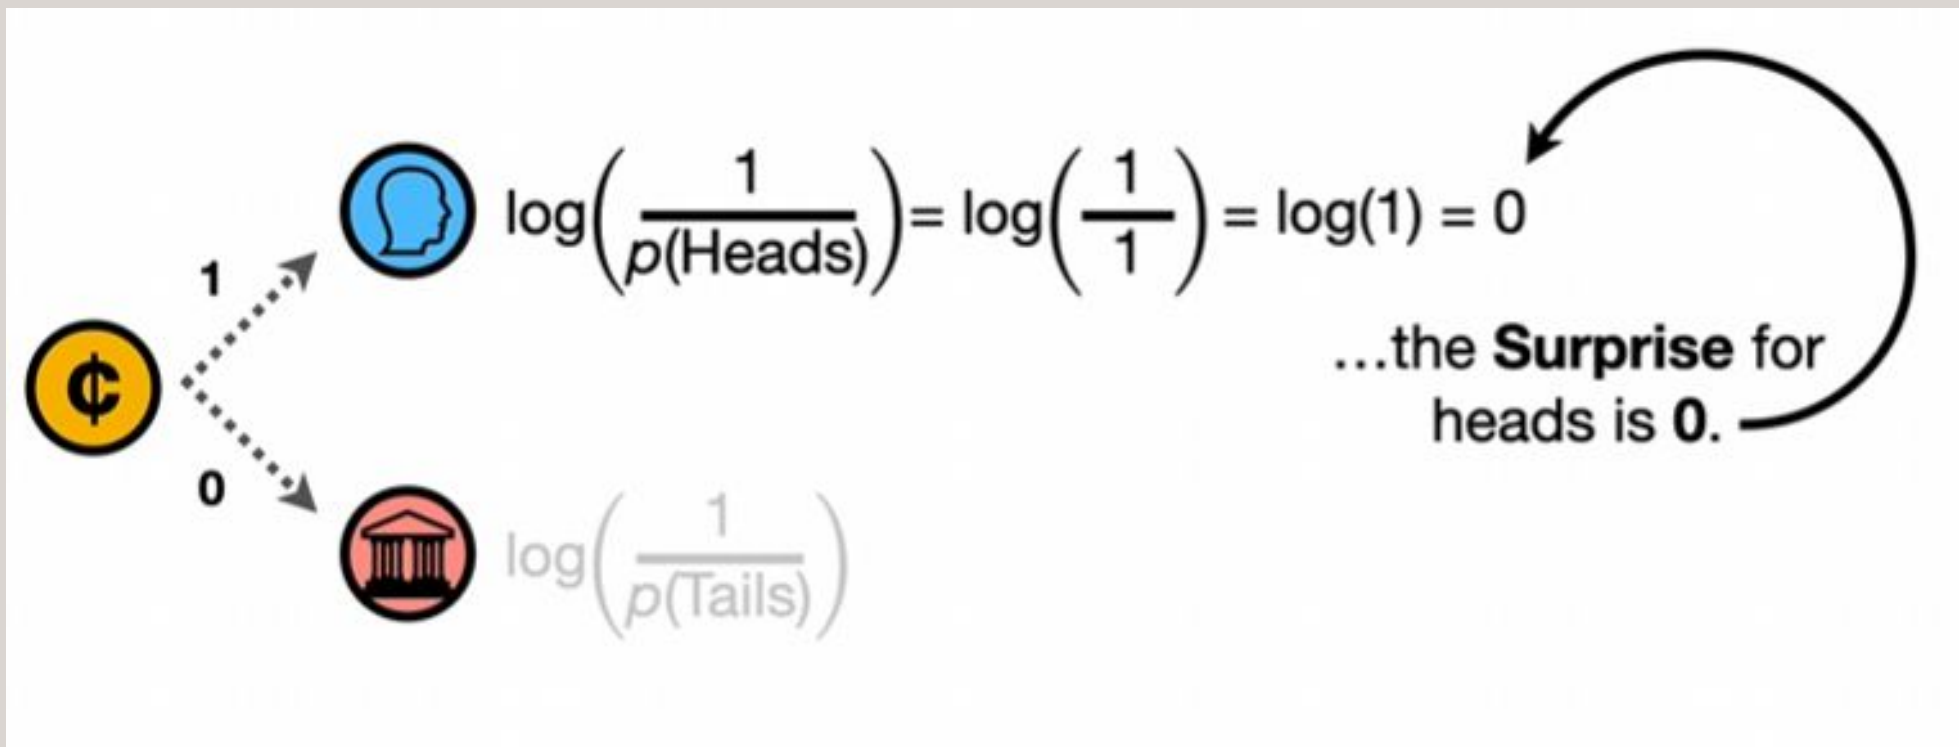 log(1/p(Heads)) = log(1/1) = log(1) = 0
1
¢
…the Surprise for
heads is 0.
0
log(1/p(Tails))